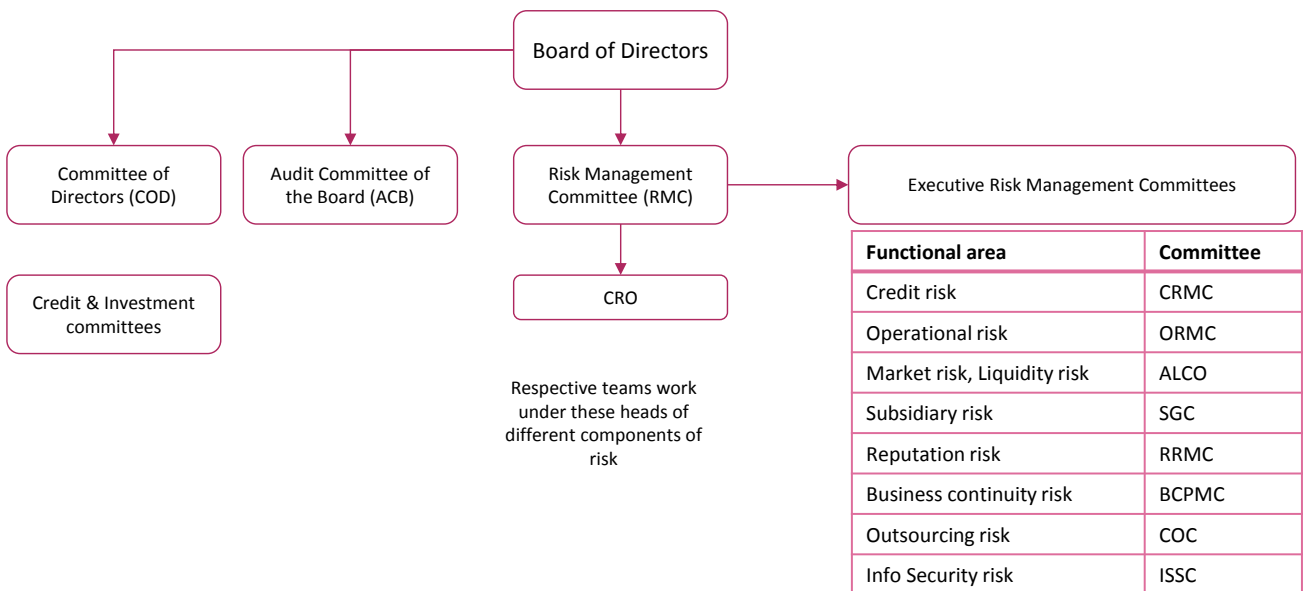 Board of Directors
Committee of
Directors (COD)
Audit Committee of
the Board (ACB)
Risk Management
Committee (RMC)
Executive Risk Management Committees
Credit & Investment
committees
CRO
Respective teams work
under these heads of
different components of
risk
Functional area Committee
Credit risk CRMC
Operational risk ORMC
Market risk, Liquidity risk ALCO
Subsidiary risk SGC
Reputation risk RRMC
Business continuity risk BCPMC
Outsourcing risk COC
Info Security risk ISSC